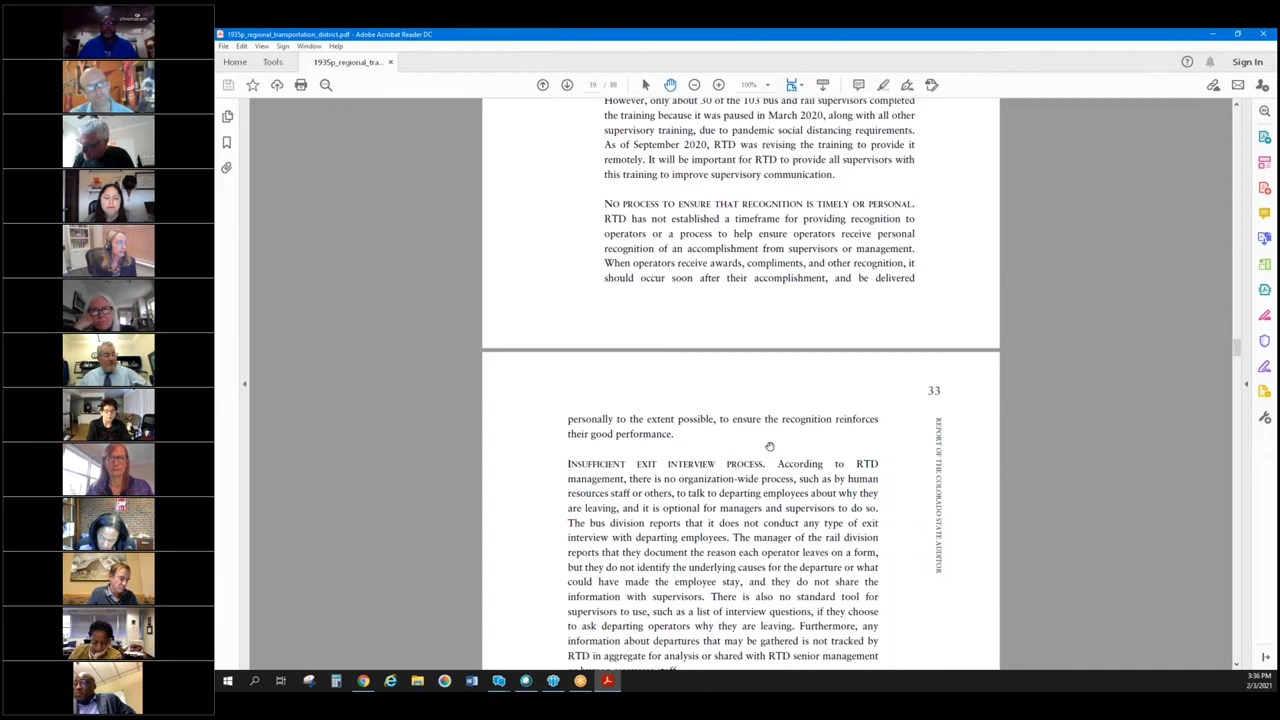 chromacam
1935p_regional_transportation_district.pdf - Adobe Acrobat Reader DC
File Edit View Sign Window Help
Home Tools 1935p_regional_tra... × Sign In
39 / 88 100%
However, only about 30 of the 103 bus and rail supervisors completed
the training because it was paused in March 2020, along with all other
supervisory training, due to pandemic social distancing requirements.
As of September 2020, RTD was revising the training to provide it
remotely. It will be important for RTD to provide all supervisors with
this training to improve supervisory communication.
NO PROCESS TO ENSURE THAT RECOGNITION IS TIMELY OR PERSONAL.
RTD has not established a timeframe for providing recognition to
operators or a process to help ensure operators receive personal
recognition of an accomplishment from supervisors or management.
When operators receive awards, compliments, and other recognition, it
should occur soon after their accomplishment, and be delivered
33
REPORT OF THE COLORADO STATE AUDITOR
personally to the extent possible, to ensure the recognition reinforces
their good performance.
INSUFFICIENT EXIT INTERVIEW PROCESS. According to RTD
management, there is no organization-wide process, such as by human
resources staff or others, to talk to departing employees about why they
are leaving, and it is optional for managers and supervisors to do so.
The bus division reports that it does not conduct any type of exit
interview with departing employees. The manager of the rail division
reports that they document the reason each operator leaves on a form,
but they do not identify the underlying causes for the departure or what
could have made the employee stay, and they do not share the
information with supervisors. There is also no standard tool for
supervisors to use, such as a list of interview questions, if they choose
to ask departing operators why they are leaving. Furthermore, any
information about departures that may be gathered is not tracked by
RTD in aggregate for analysis or shared with RTD senior management
3:36 PM
2/3/2021